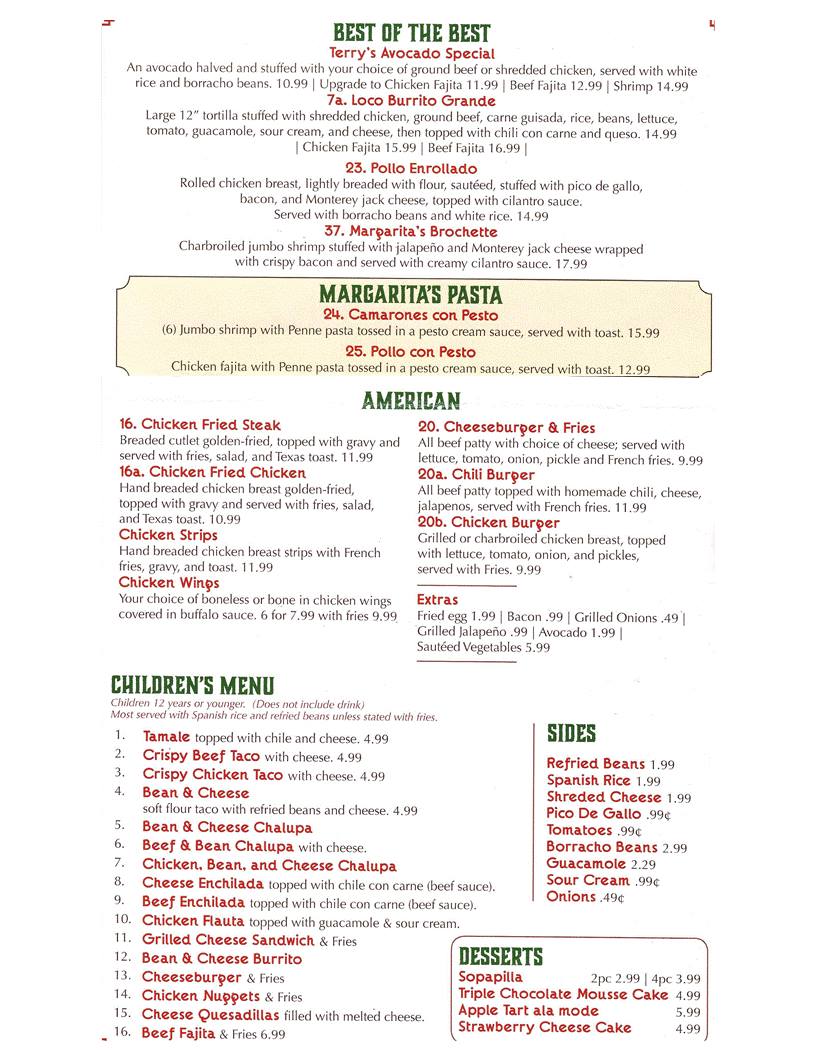 BEST OF THE BEST
Terry's Avocado Special
An avocado halved and stuffed with your choice of ground beef or shredded chicken, served with white
rice and borracho beans. 10.99 | Upgrade to Chicken Fajita 11.99 | Beef Fajita 12.99 | Shrimp 14.99
7a. Loco Burrito Grande
Large 12" tortilla stuffed with shredded chicken, ground beef, carne guisada, rice, beans, lettuce,
tomato, guacamole, sour cream, and cheese, then topped with chili con carne and queso. 14.99
| Chicken Fajita 15.99 | Beef Fajita 16.99 |
23. Pollo Enrollado
Rolled chicken breast, lightly breaded with flour, sautéed, stuffed with pico de gallo,
bacon, and Monterey jack cheese, topped with cilantro sauce.
Served with borracho beans and white rice. 14.99
37. Margarita's Brochette
Charbroiled jumbo shrimp stuffed with jalapeño and Monterey jack cheese wrapped
with crispy bacon and served with creamy cilantro sauce. 17.99
MARGARITA'S PASTA
24. Camarones con Pesto
(6) Jumbo shrimp with Penne pasta tossed in a pesto cream sauce, served with toast. 15.99
25. Pollo con Pesto
Chicken fajita with Penne pasta tossed in a pesto cream sauce, served with toast. 12.99
AMERICAN
16. Chicken Fried Steak
Breaded cutlet golden-fried, topped with gravy and
served with fries, salad, and Texas toast. 11.99
16a. Chicken Fried Chicken
Hand breaded chicken breast golden-fried,
topped with gravy and served with fries, salad,
and Texas toast. 10.99
Chicken Strips
Hand breaded chicken breast strips with French
fries, gravy, and toast. 11.99
Chicken Wings
Your choice of boneless or bone in chicken wings
covered in buffalo sauce. 6 for 7.99 with fries 9.99
20. Cheeseburger & Fries
All beef patty with choice of cheese; served with
lettuce, tomato, onion, pickle and French fries. 9.99
20a. Chili Burger
All beef patty topped with homemade chili, cheese,
jalapenos, served with French fries. 11.99
20b. Chicken Burger
Grilled or charbroiled chicken breast, topped
with lettuce, tomato, onion, and pickles,
served with Fries. 9.99
Extras
Fried egg 1.99 | Bacon .99 | Grilled Onions .49 |
Grilled Jalapeño .99 | Avocado 1.99 |
Sautéed Vegetables 5.99
CHILDREN'S MENU
Children 12 years or younger. (Does not include drink)
Most served with Spanish rice and refried beans unless stated with fries.
1. Tamale topped with chile and cheese. 4.99
2. Crispy Beef Taco with cheese. 4.99
3. Crispy Chicken Taco with cheese. 4.99
4. Bean & Cheese
soft flour taco with refried beans and cheese. 4.99
5. Bean & Cheese Chalupa
6. Beef & Bean Chalupa with cheese.
7. Chicken, Bean, and Cheese Chalupa
8. Cheese Enchilada topped with chile con carne (beef sauce).
9. Beef Enchilada topped with chile con carne (beef sauce).
10. Chicken Flauta topped with guacamole & sour cream.
11. Grilled Cheese Sandwich & Fries
12. Bean & Cheese Burrito
13. Cheeseburger & Fries
14. Chicken Nuggets & Fries
15. Cheese Quesadillas filled with melted cheese.
16. Beef Fajita & Fries 6.99
SIDES
Refried Beans 1.99
Spanish Rice 1.99
Shreded Cheese 1.99
Pico De Gallo .99¢
Tomatoes .99¢
Borracho Beans 2.99
Guacamole 2.29
Sour Cream .99¢
Onions .49¢
DESSERTS
Sopapilla 2pc 2.99 | 4pc 3.99
Triple Chocolate Mousse Cake 4.99
Apple Tart ala mode 5.99
Strawberry Cheese Cake 4.99